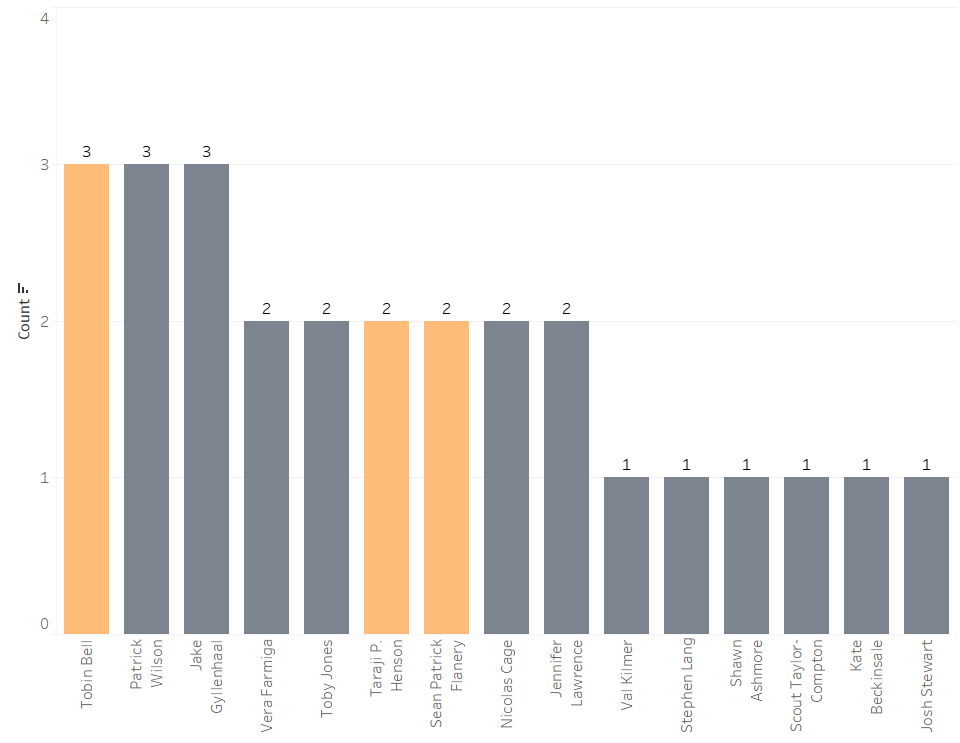 4
3
2
1
0
Count
3
3
3
2
2
2
2
2
2
1
1
1
1
1
1
Tobin Bell
Patrick
Wilson
Jake
Gyllenhaal
Vera Farmiga
Toby Jones
Taraji P.
Henson
Sean Patrick
Flanery
Nicolas Cage
Jennifer
Lawrence
Val Kilmer
Stephen Lang
Shawn
Ashmore
Scout Taylor-
Compton
Kate
Beckinsale
Josh Stewart